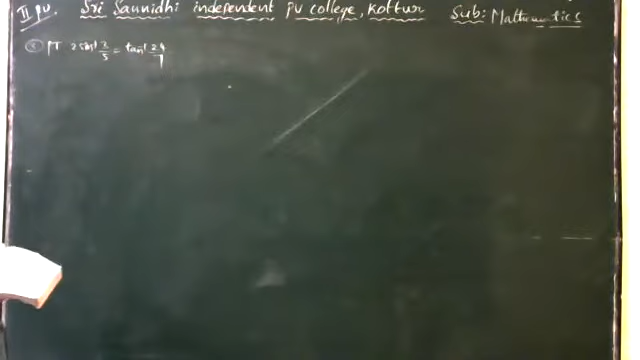 II PU. Sri Sannidhi independent PU college, Kottur Sub: Mathematics
PT 2 sin⁻¹ 3/5 = tan⁻¹ 24/7